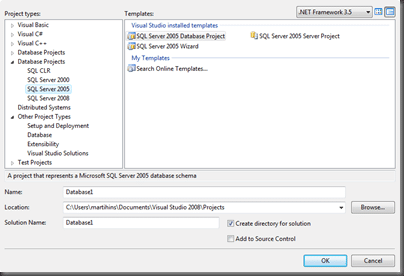 Project types:
Templates:
.NET Framework 3.5
Visual Basic
Visual C#
Visual C++
Database Projects
Database Projects
SQL CLR
SQL Server 2000
SQL Server 2005
SQL Server 2008
Distributed Systems
Other Project Types
Setup and Deployment
Database
Extensibility
Visual Studio Solutions
Test Projects
Visual Studio installed templates
SQL Server 2005 Database Project
SQL Server 2005 Server Project
SQL Server 2005 Wizard
My Templates
Search Online Templates...
A project that represents a Microsoft SQL Server 2005 database schema
Name:
Database1
Location:
C:\Users\martihins\Documents\Visual Studio 2008\Projects
Browse...
Solution Name:
Database1
Create directory for solution
Add to Source Control
OK
Cancel